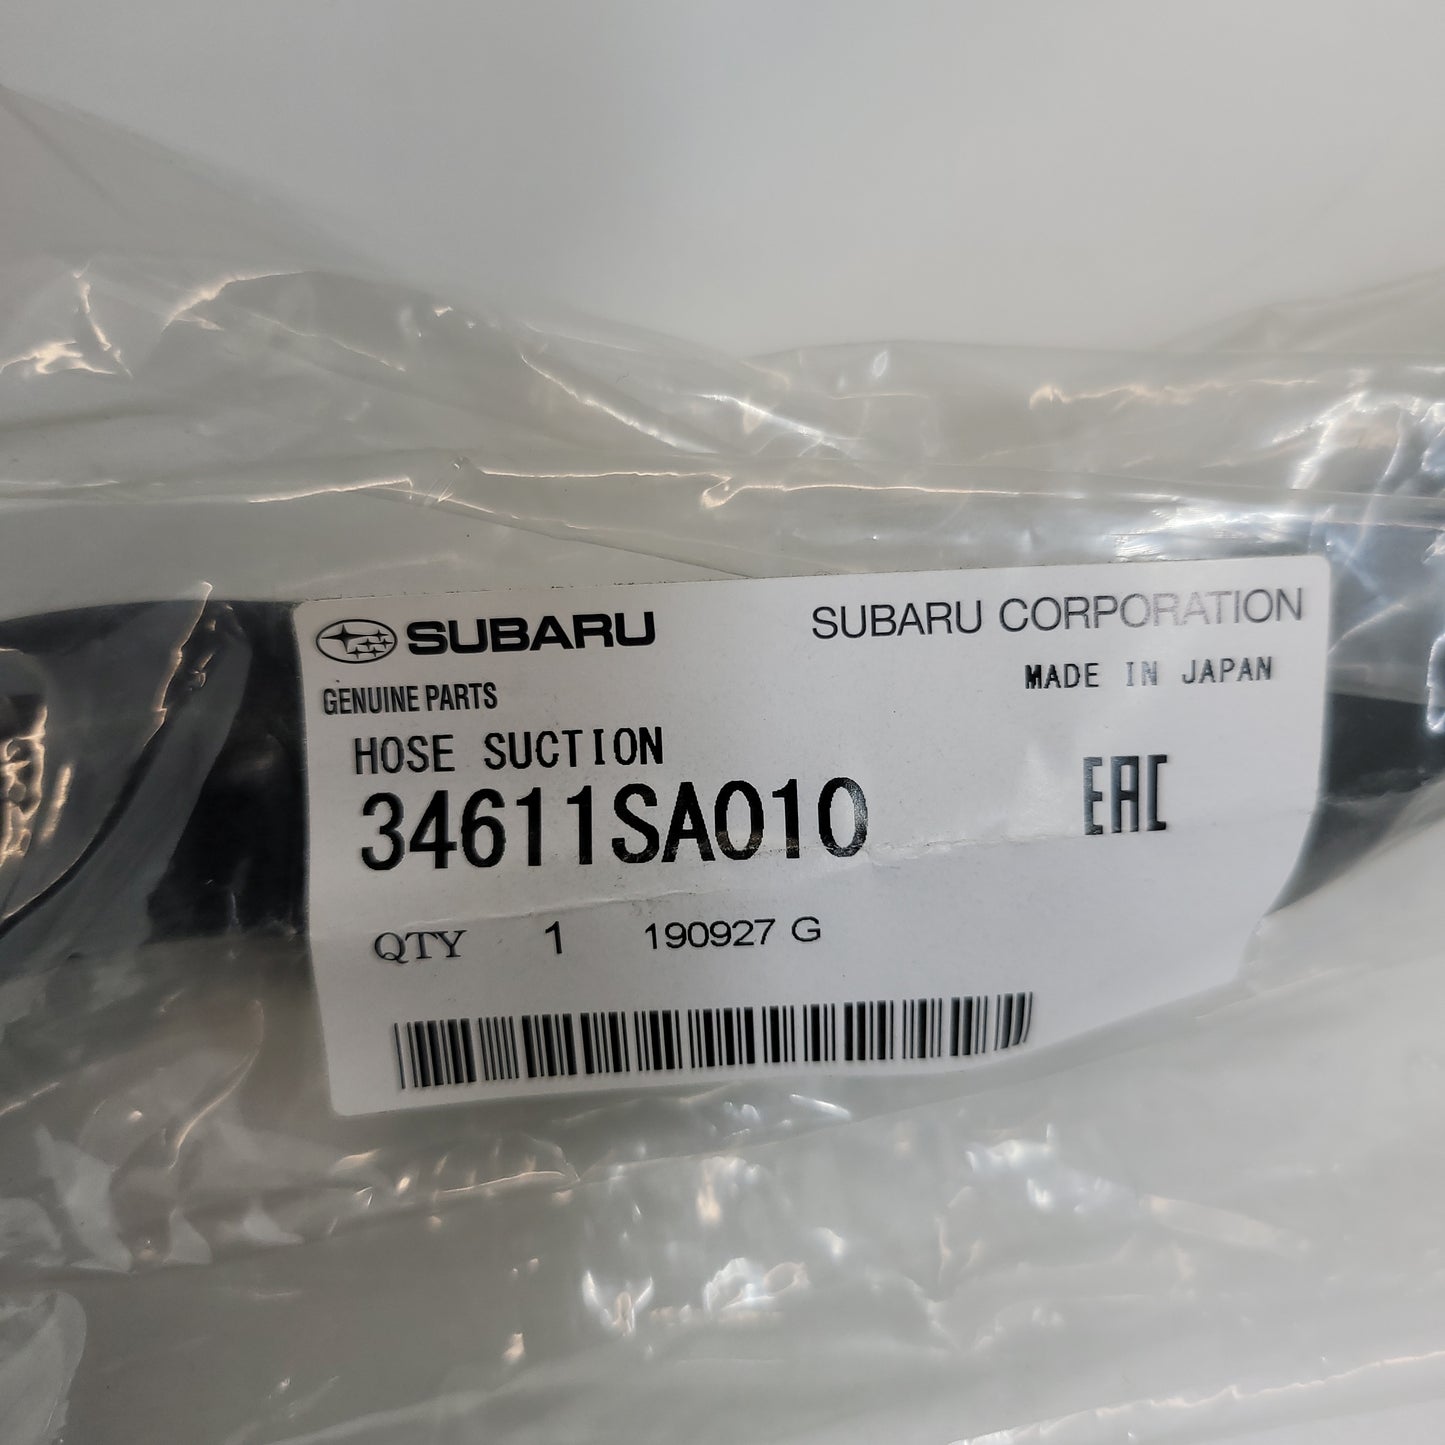 SUBARU
SUBARU CORPORATION
GENUINE PARTS
MADE IN JAPAN
HOSE SUCTION
34611SA010
EAC
QTY 1 190927 G